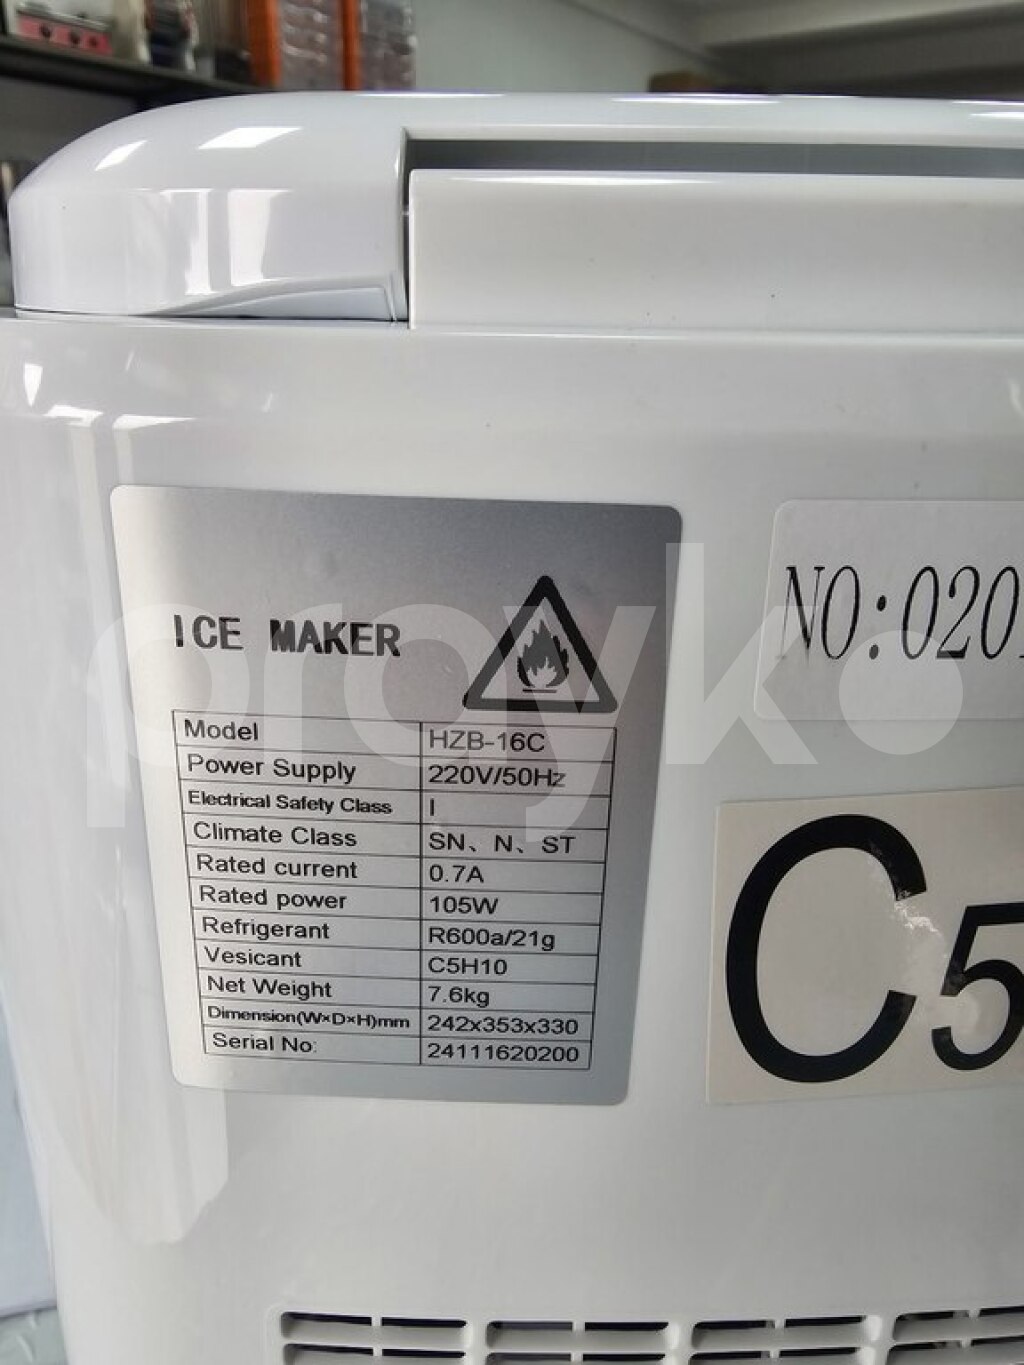 ICE MAKER
Model HZB-16C
Power Supply 220V/50Hz
Electrical Safety Class I
Climate Class SN、N、ST
Rated current 0.7A
Rated power 105W
Refrigerant R600a/21g
Vesicant C5H10
Net Weight 7.6kg
Dimension(W×D×H)mm 242x353x330
Serial No: 24111620200
NO:020
C5
proyko